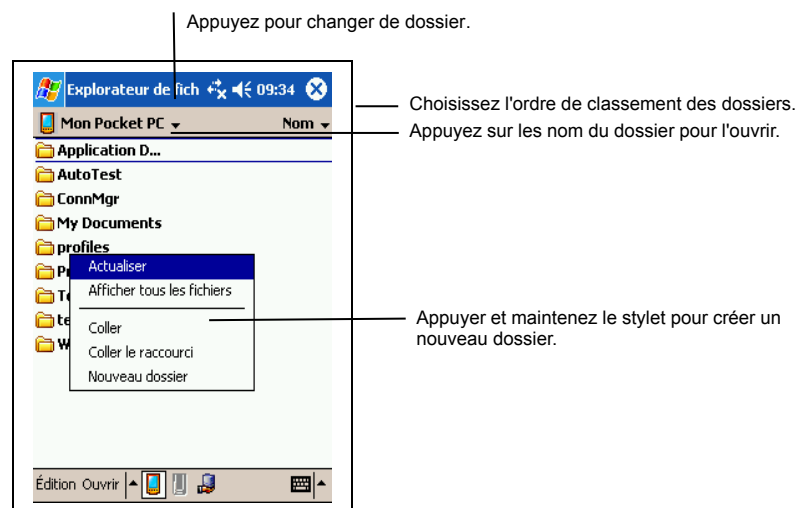 Appuyez pour changer de dossier.
Explorateur de fich 09:34
Choisissez l'ordre de classement des dossiers.
Mon Pocket PC Nom
Appuyez sur les nom du dossier pour l'ouvrir.
Application D...
AutoTest
ConnMgr
My Documents
profiles
Actualiser
Afficher tous les fichiers
Coller
Coller le raccourci
Nouveau dossier
Appuyer et maintenez le stylet pour créer un
nouveau dossier.
Édition Ouvrir